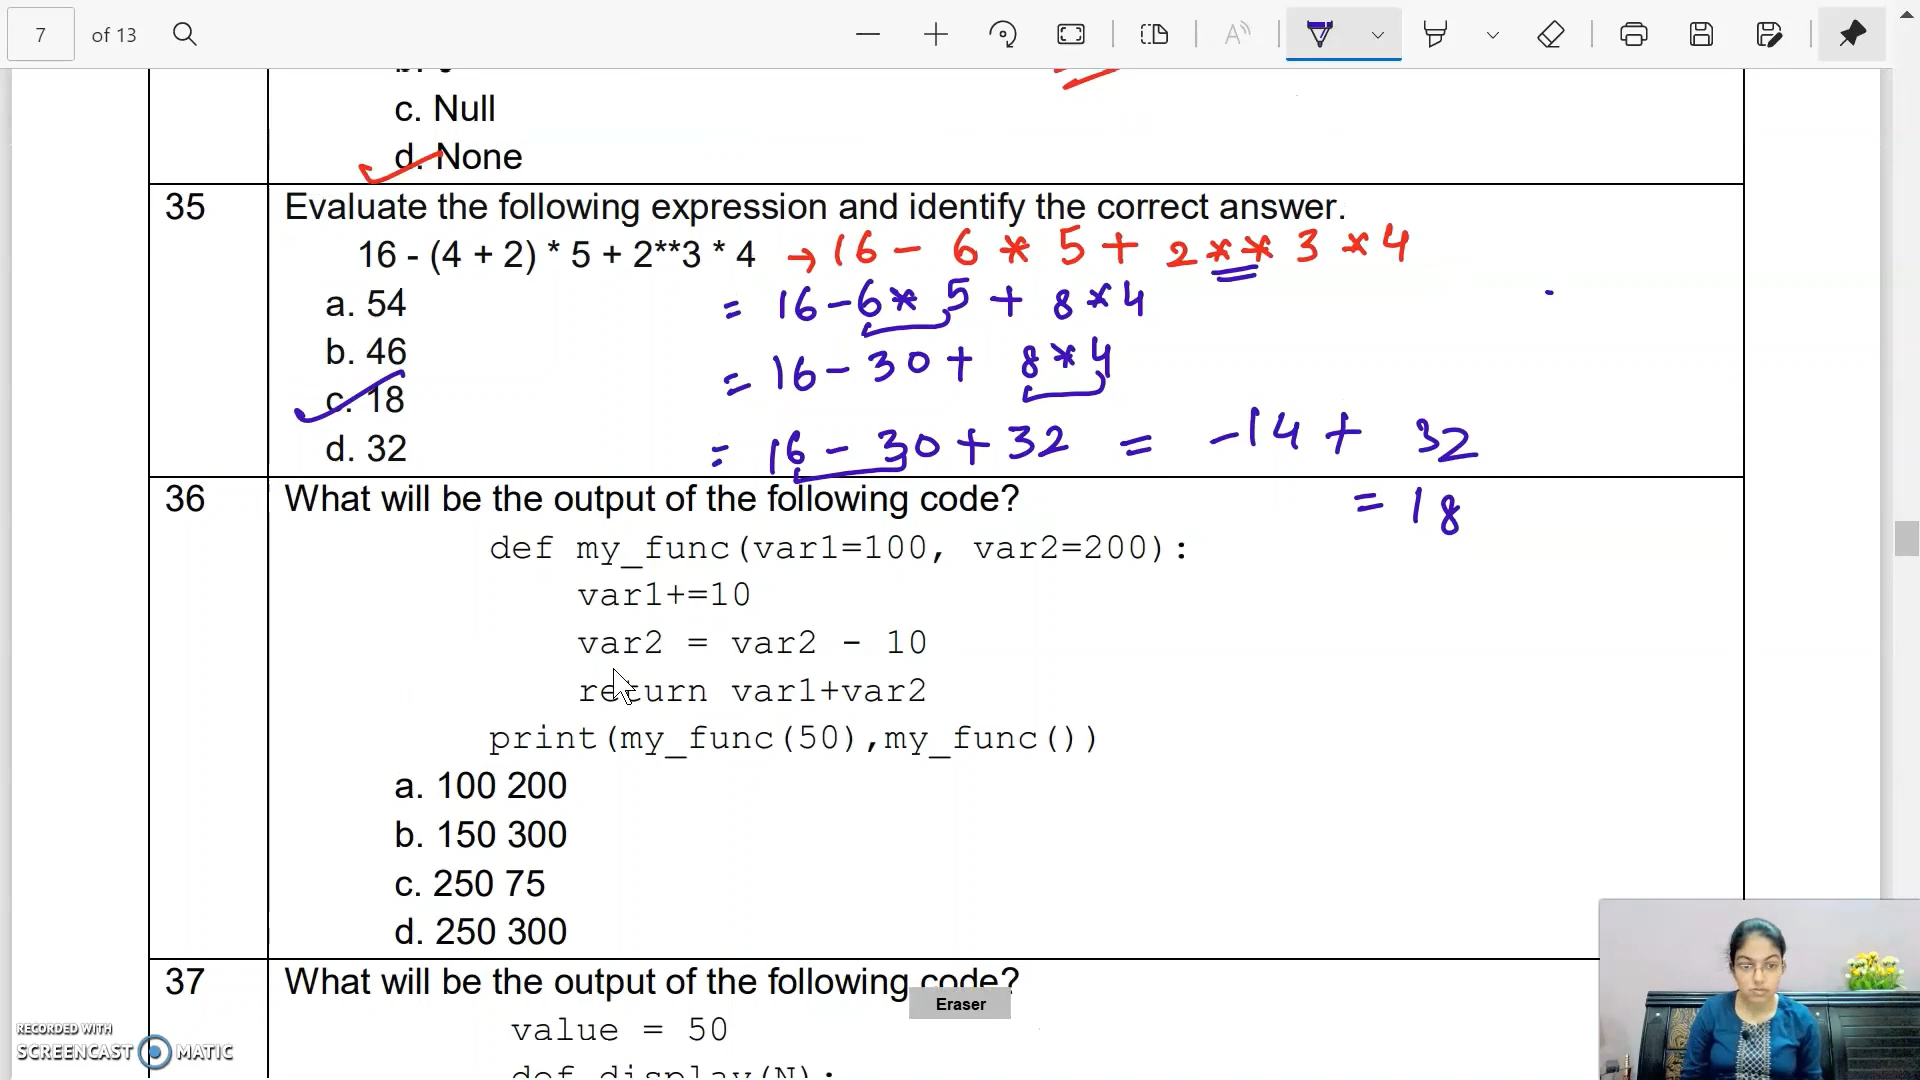 7 of 13
c. Null
d. None
35 Evaluate the following expression and identify the correct answer.
16 - (4 + 2) * 5 + 2**3 * 4 → 16 - 6 * 5 + 2 ** 3 * 4
a. 54 = 16 - 6 * 5 + 8 * 4
b. 46 = 16 - 30 + 8 * 4
c. 18
d. 32 = 16 - 30 + 32 = -14 + 32
36 What will be the output of the following code? = 18
def my_func(var1=100, var2=200):
var1+=10
var2 = var2 - 10
return var1+var2
print(my_func(50),my_func())
a. 100 200
b. 150 300
c. 250 75
d. 250 300
37 What will be the output of the following code?
Eraser
value = 50
def display(N):
RECORDED WITH
SCREENCAST MATIC